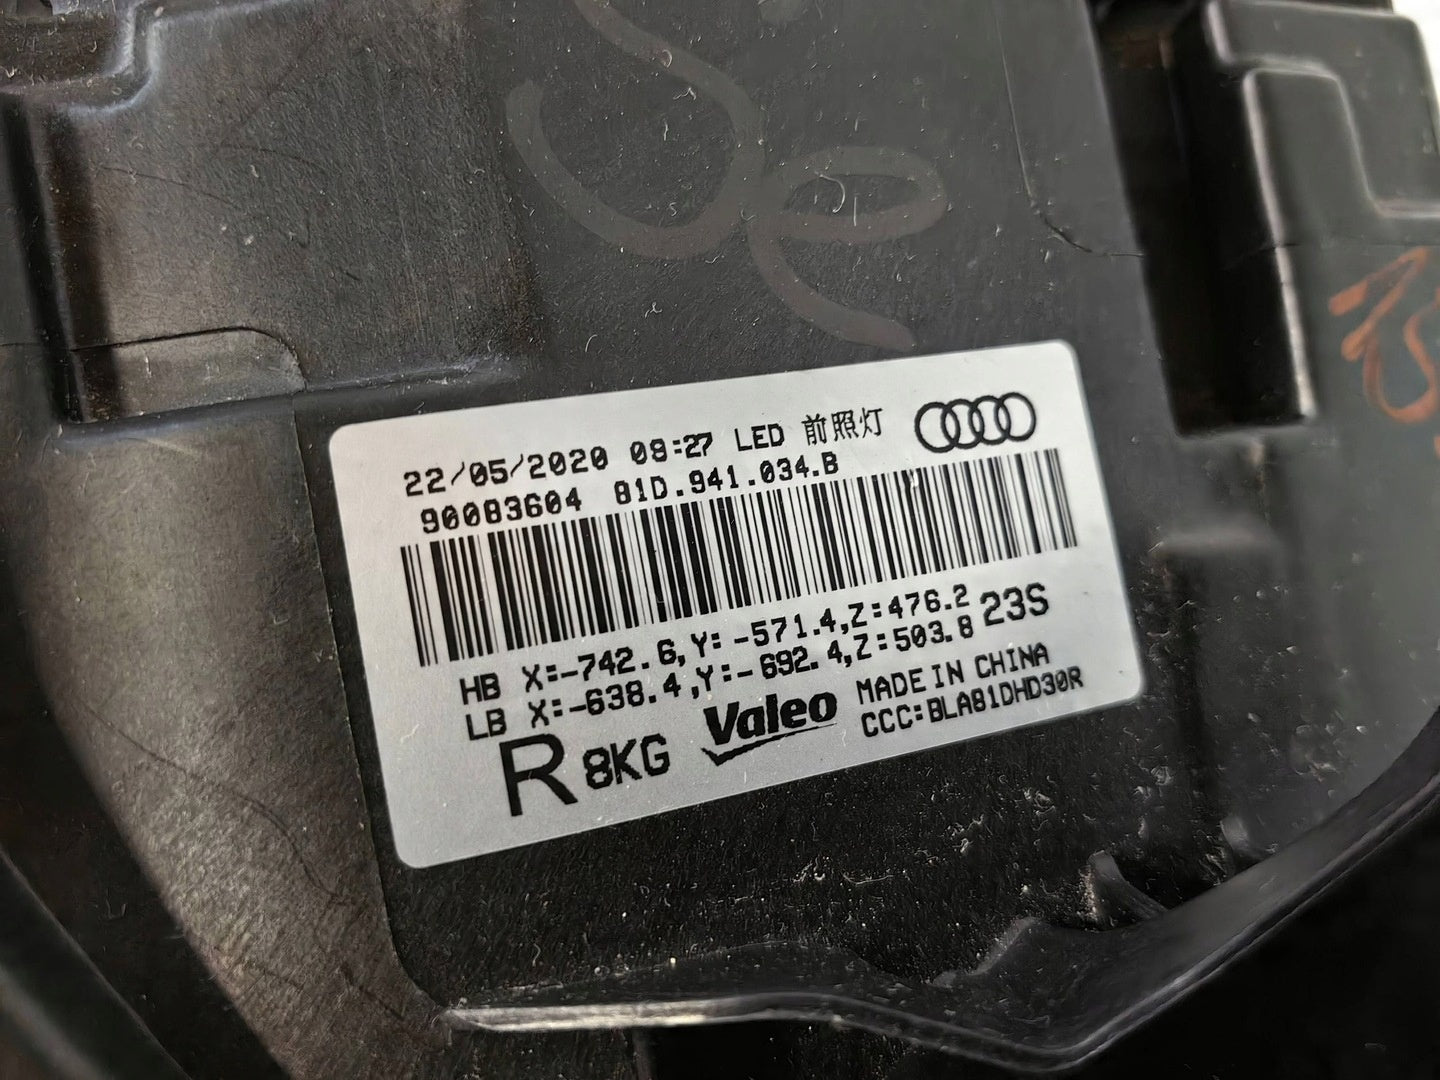 22/05/2020 09:27 LED 前照灯
90083604 81D.941.034.B
HB X:-742.6,Y:-571.4,Z:476.2 23S
LB X:-638.4,Y:-692.4,Z:503.8
R 8KG Valeo
MADE IN CHINA
CCC:BLA81DHD30R